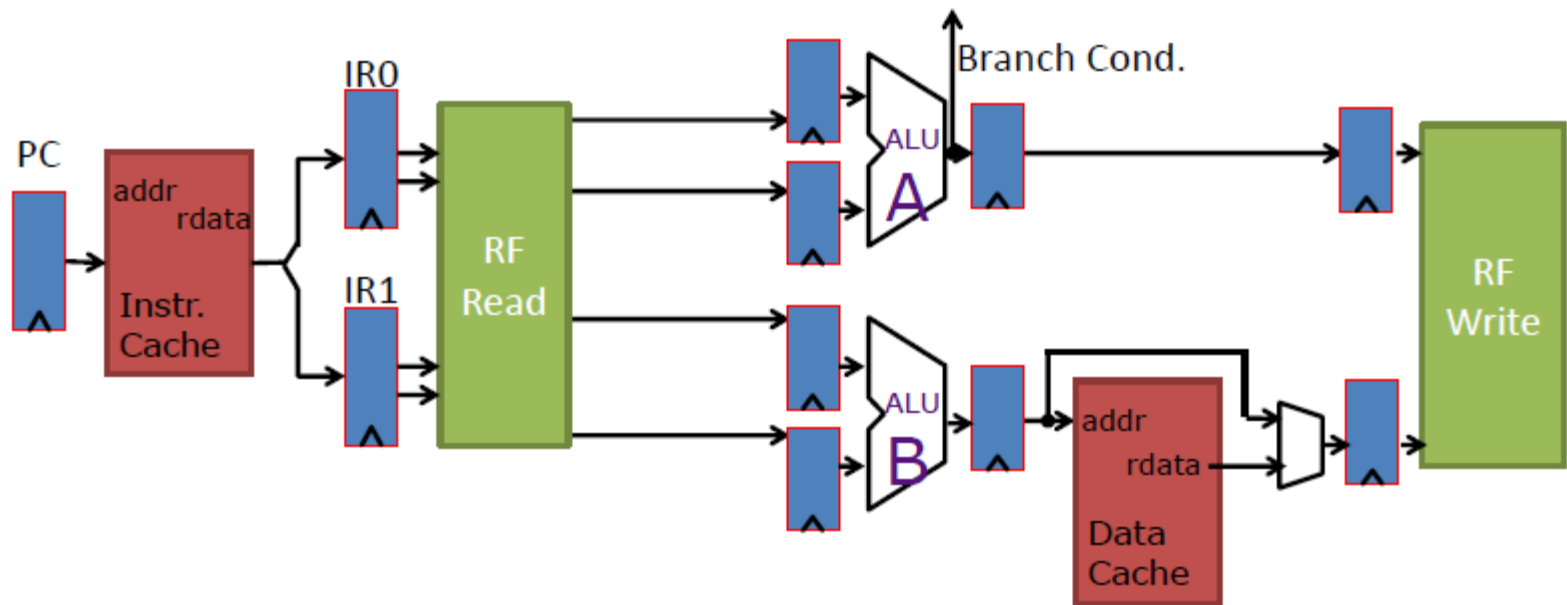 PC
addr
rdata
Instr.
Cache
IR0
IR1
RF
Read
ALU
A
Branch Cond.
ALU
B
addr
rdata
Data
Cache
RF
Write